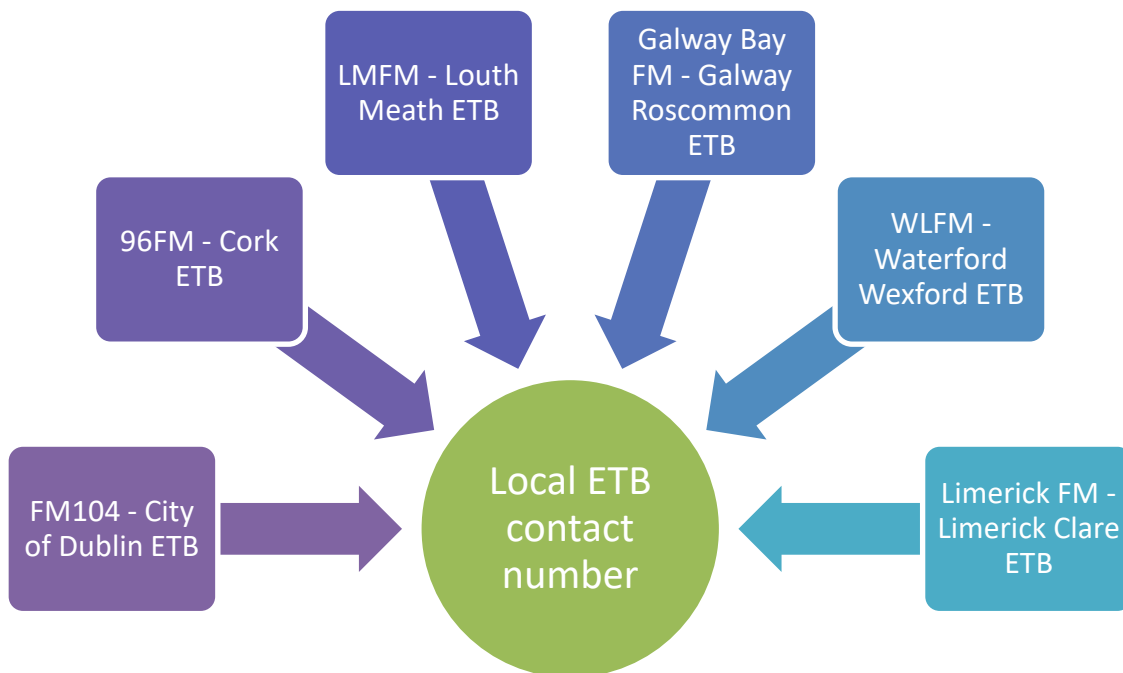 Galway Bay
FM - Galway
Roscommon
ETB
LMFM - Louth
Meath ETB
96FM - Cork
ETB
WLFM -
Waterford
Wexford ETB
FM104 - City
of Dublin ETB
Local ETB
contact
number
Limerick FM -
Limerick Clare
ETB